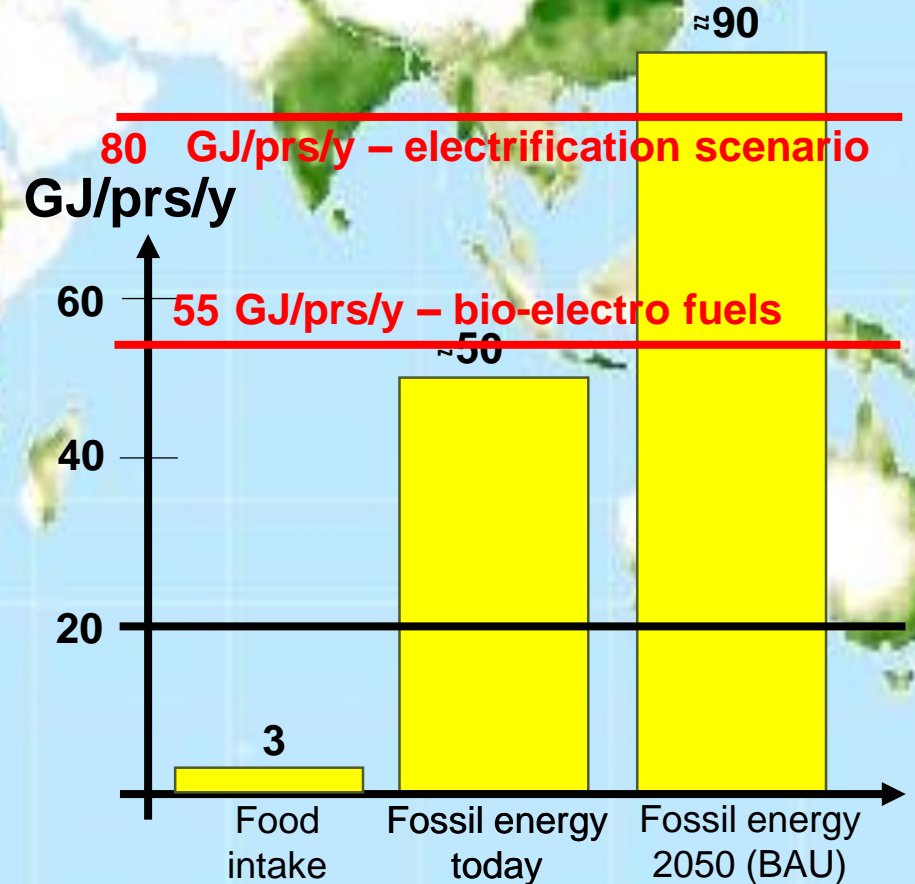 ≈90
80 GJ/prs/y – electrification scenario
GJ/prs/y
60
55 GJ/prs/y – bio-electro fuels
≈50
40
20
3
Food intake
Fossil energy today
Fossil energy 2050 (BAU)